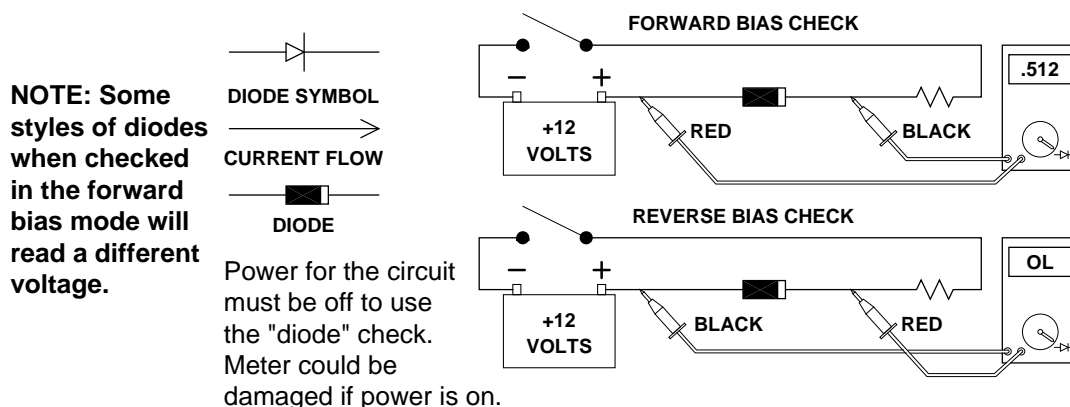 NOTE: Some
styles of diodes
when checked
in the forward
bias mode will
read a different
voltage.
DIODE SYMBOL
CURRENT FLOW
DIODE
Power for the circuit
must be off to use
the "diode" check.
Meter could be
damaged if power is on.
FORWARD BIAS CHECK
− +
+12
VOLTS
RED
BLACK
.512
REVERSE BIAS CHECK
− +
+12
VOLTS
BLACK
RED
OL